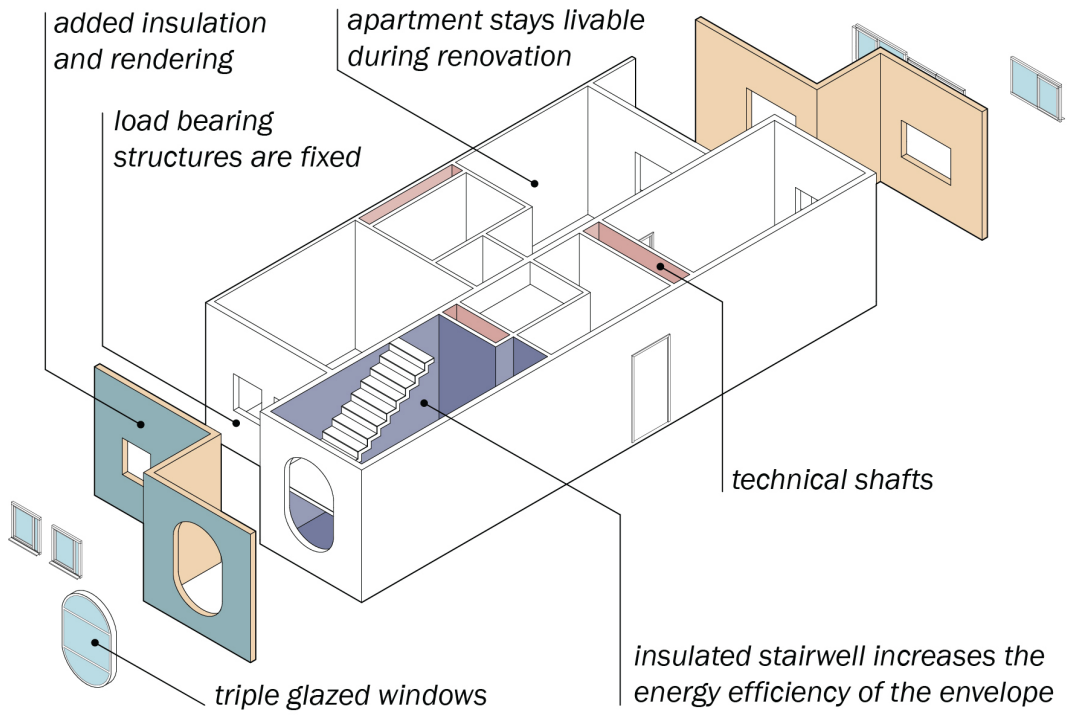 added insulation
and rendering
apartment stays livable
during renovation
load bearing
structures are fixed
technical shafts
insulated stairwell increases the
energy efficiency of the envelope
triple glazed windows